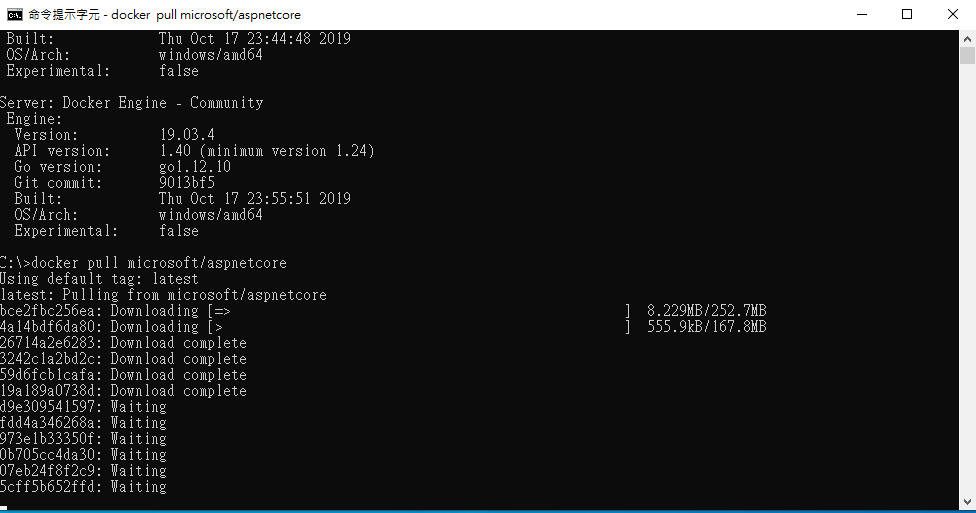 命令提示字元 - docker  pull microsoft/aspnetcore
Built:             Thu Oct 17 23:44:48 2019
OS/Arch:           windows/amd64
Experimental:      false
Server: Docker Engine - Community
Engine:
Version:          19.03.4
API version:      1.40 (minimum version 1.24)
Go version:       go1.12.10
Git commit:       9013bf5
Built:            Thu Oct 17 23:55:51 2019
OS/Arch:          windows/amd64
Experimental:     false
C:\>docker pull microsoft/aspnetcore
Using default tag: latest
latest: Pulling from microsoft/aspnetcore
bce2fbc256ea: Downloading [=>                                                 ]  8.229MB/252.7MB
4a14bdf6da80: Downloading [>                                                  ]  555.9kB/167.8MB
26714a2e6283: Download complete
3242c1a2bd2c: Download complete
59d6fcb1cafa: Download complete
19a189a0738d: Download complete
d9e309541597: Waiting
fdd4a346268a: Waiting
973e1b33350f: Waiting
0b705cc4da30: Waiting
07eb24f8f2c9: Waiting
5cff5b652ffd: Waiting